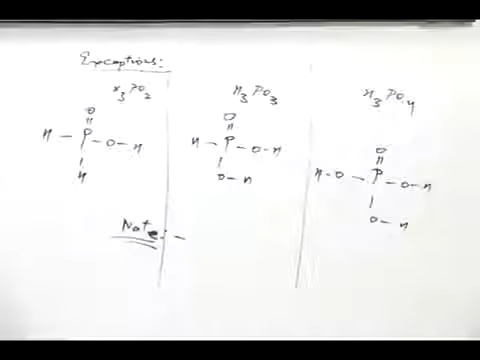 Exceptions:
H3PO2
O
||
H - P - O - H
|
H
H3PO3
O
||
H - P - O - H
|
O - H
H3PO4
O
||
H - O - P - O - H
|
O - H
Note: -